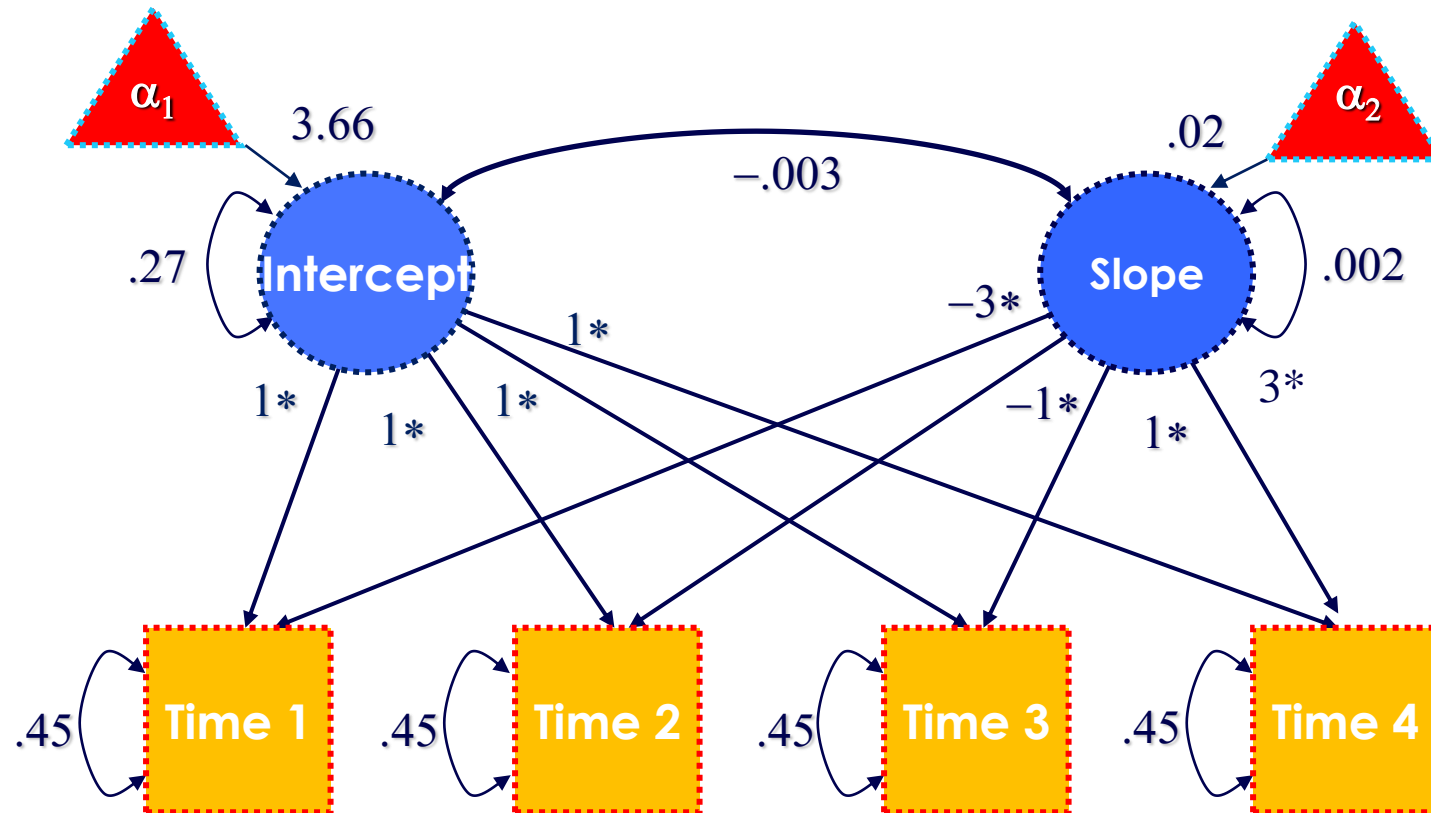 α1
α2
3.66
.02
–.003
.27
Intercept
Slope
.002
–3*
1*
1*
1*
1*
–1*
1*
3*
.45
Time 1
.45
Time 2
.45
Time 3
.45
Time 4